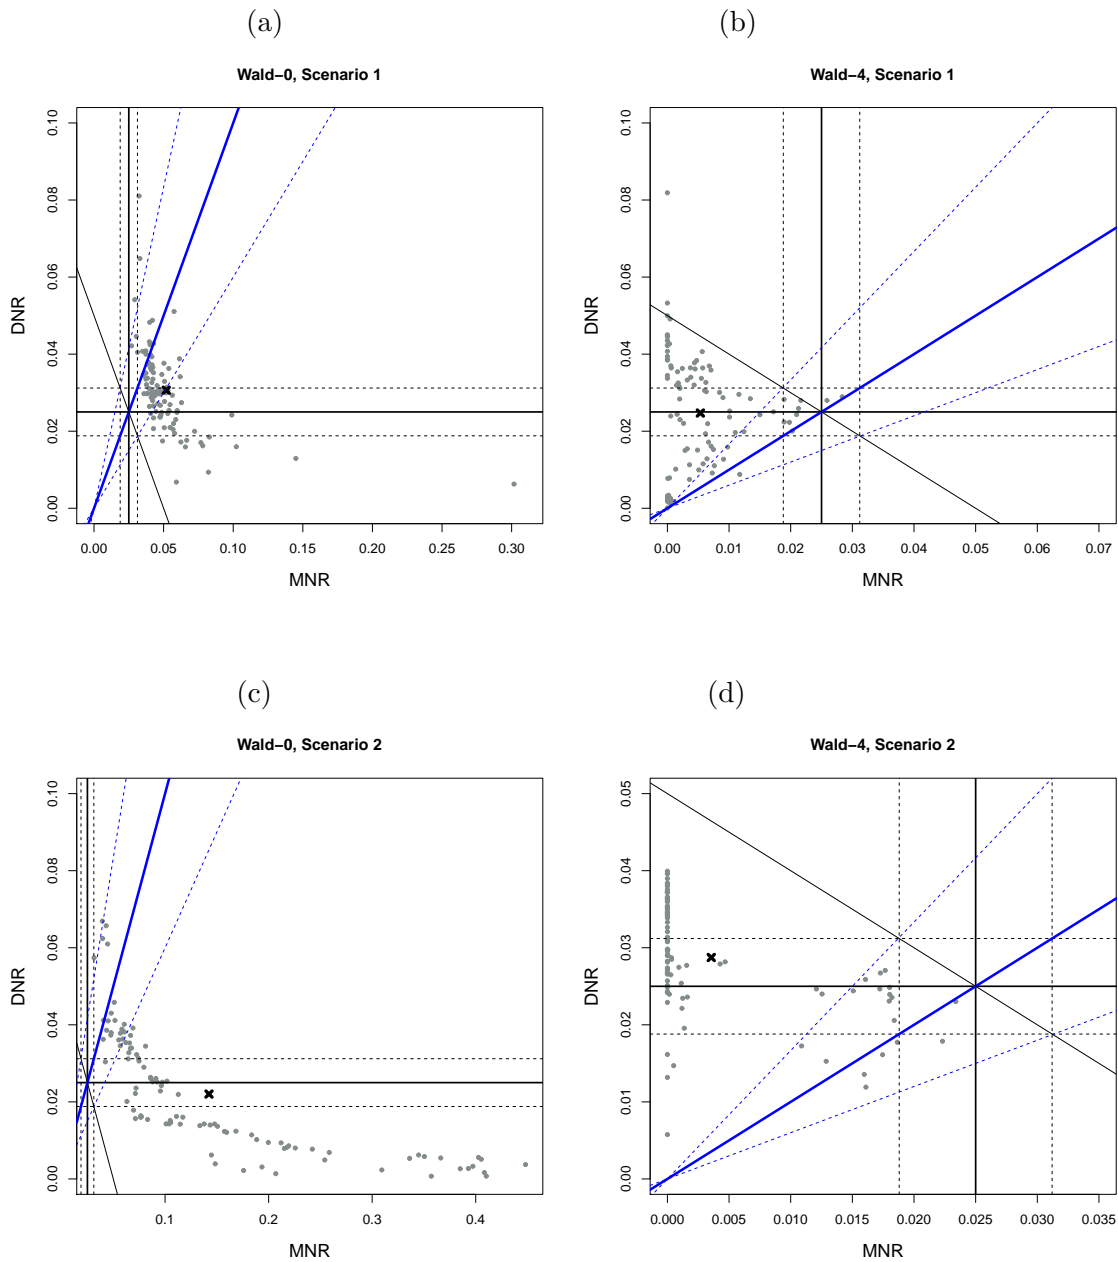 (a)
Wald−0, Scenario 1
DNR
0.10
0.08
0.06
0.04
0.02
0.00
0.00 0.05 0.10 0.15 0.20 0.25 0.30
MNR
(b)
Wald−4, Scenario 1
DNR
0.10
0.08
0.06
0.04
0.02
0.00
0.00 0.01 0.02 0.03 0.04 0.05 0.06 0.07
MNR
(c)
Wald−0, Scenario 2
DNR
0.10
0.08
0.06
0.04
0.02
0.00
0.1 0.2 0.3 0.4
MNR
(d)
Wald−4, Scenario 2
DNR
0.05
0.04
0.03
0.02
0.01
0.00
0.000 0.005 0.010 0.015 0.020 0.025 0.030 0.035
MNR